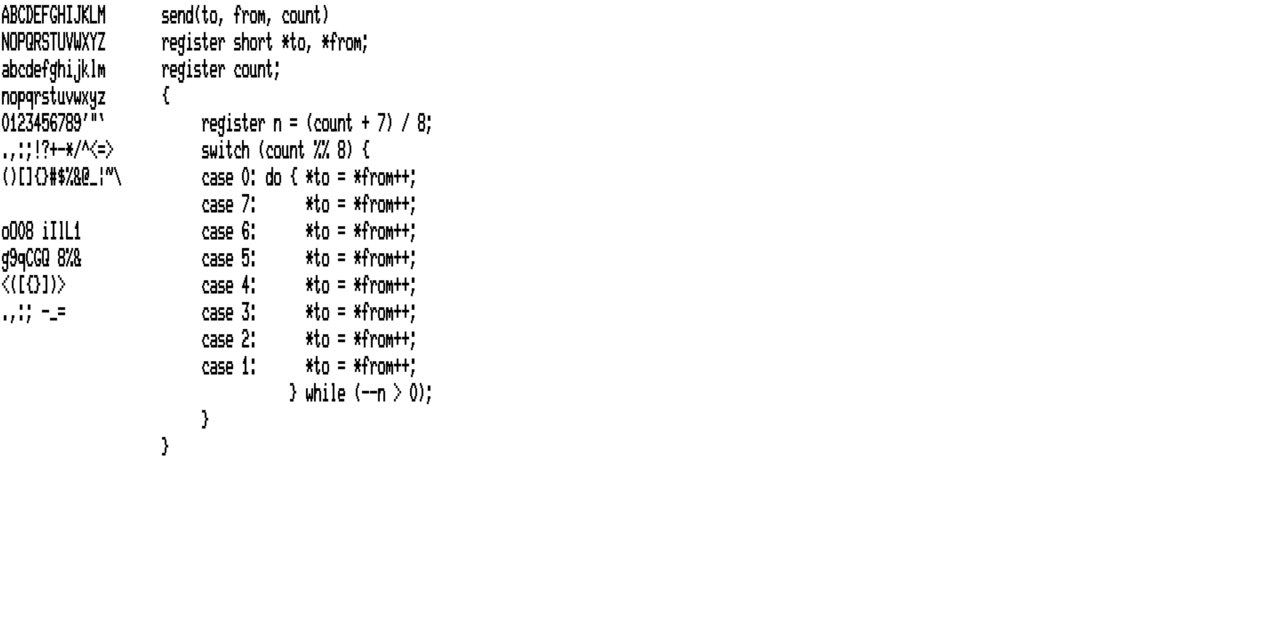 ABCDEFGHIJKLM send(to, from, count)
NOPQRSTUVWXYZ register short *to, *from;
abcdefghijklm register count;
nopqrstuvwxyz {
0123456789'"` register n = (count + 7) / 8;
.,:;!?+-*/^<=> switch (count %% 8) {
()[]{}#$%&@_¦~\ case 0: do { *to = *from++;
case 7: *to = *from++;
oO08 iIlL1 case 6: *to = *from++;
g9qCGQ 8%& case 5: *to = *from++;
<([{}])> case 4: *to = *from++;
.,:; -_= case 3: *to = *from++;
case 2: *to = *from++;
case 1: *to = *from++;
} while (--n > 0);
}
}